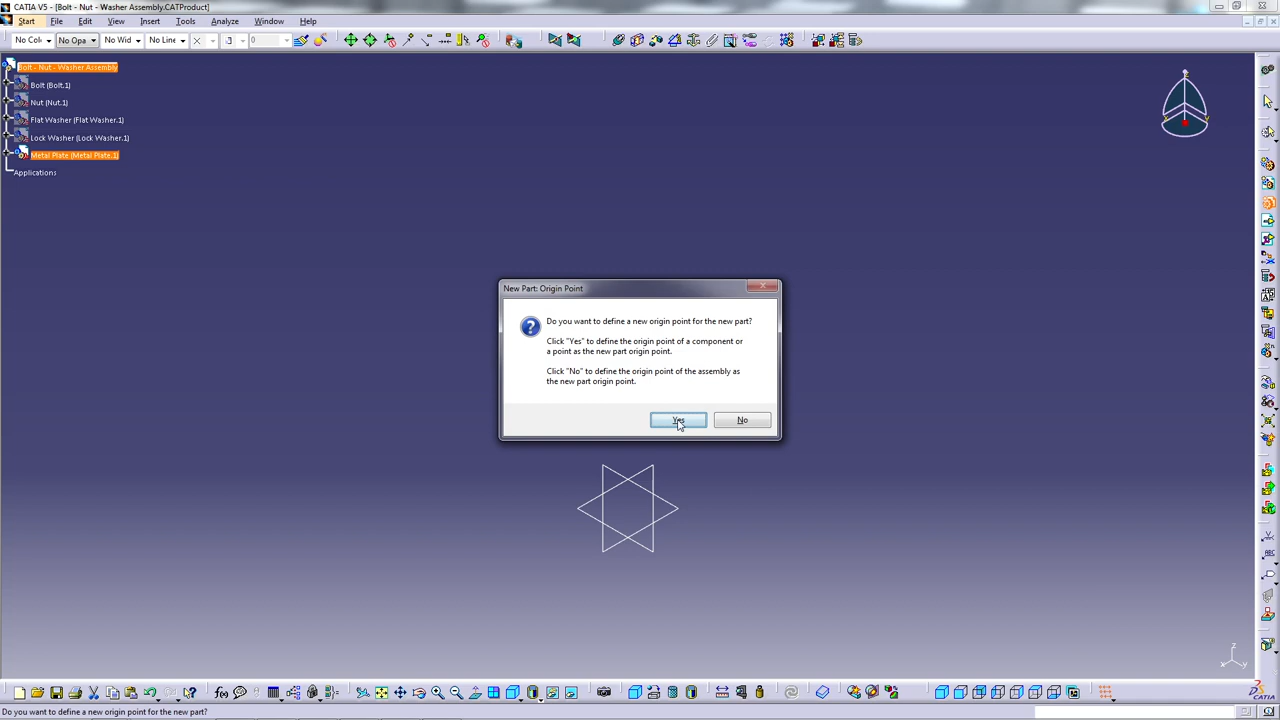 CATIA V5 - [Bolt - Nut - Washer Assembly.CATProduct]
Start File Edit View Insert Tools Analyze Window Help
No Col No Opa No Wid No Line 0
Bolt - Nut - Washer Assembly
Bolt (Bolt.1)
Nut (Nut.1)
Flat Washer (Flat Washer.1)
Lock Washer (Lock Washer.1)
Metal Plate (Metal Plate.1)
Applications
New Part: Origin Point
Do you want to define a new origin point for the new part?
Click "Yes" to define the origin point of a component or
a point as the new part origin point.
Click "No" to define the origin point of the assembly as
the new part origin point.
Yes No
Do you want to define a new origin point for the new part?
CATIA